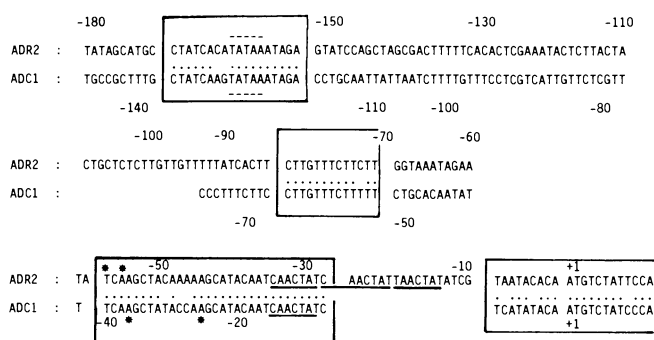 -180 -150 -130 -110
ADR2 : TATAGCATGC CTATCACATATAAATAGA GTATCCAGCTAGCGACTTTTTCACACTCGAAATACTCTTACTA
ADC1 : TGCCGCTTTG CTATCAAGTATAAATAGA CCTGCAATTATTAATCTTTTGTTTCCTCGTCATTGTTCTCGTT
-140 -110 -100 -80
-100 -90 -70 -60
ADR2 : CTGCTCTCTTGTTGTTTTTATCACTT CTTGTTTCTTCTT GGTAAATAGAA
ADC1 : CCCTTTCTTC CTTGTTTCTTTTT CTGCACAATAT
-70 -50
* * -50 -30 -10 +1
ADR2 : TA TCAAGCTACAAAAAGCATACAATCAACTATC AACTATTAACTATATCG TAATACACA ATGTCTATTCCA
ADC1 : T TCAAGCTATACCAAGCATACAATCAACTATC TCATATACA ATGTCTATCCCA
-40 * * -20 +1